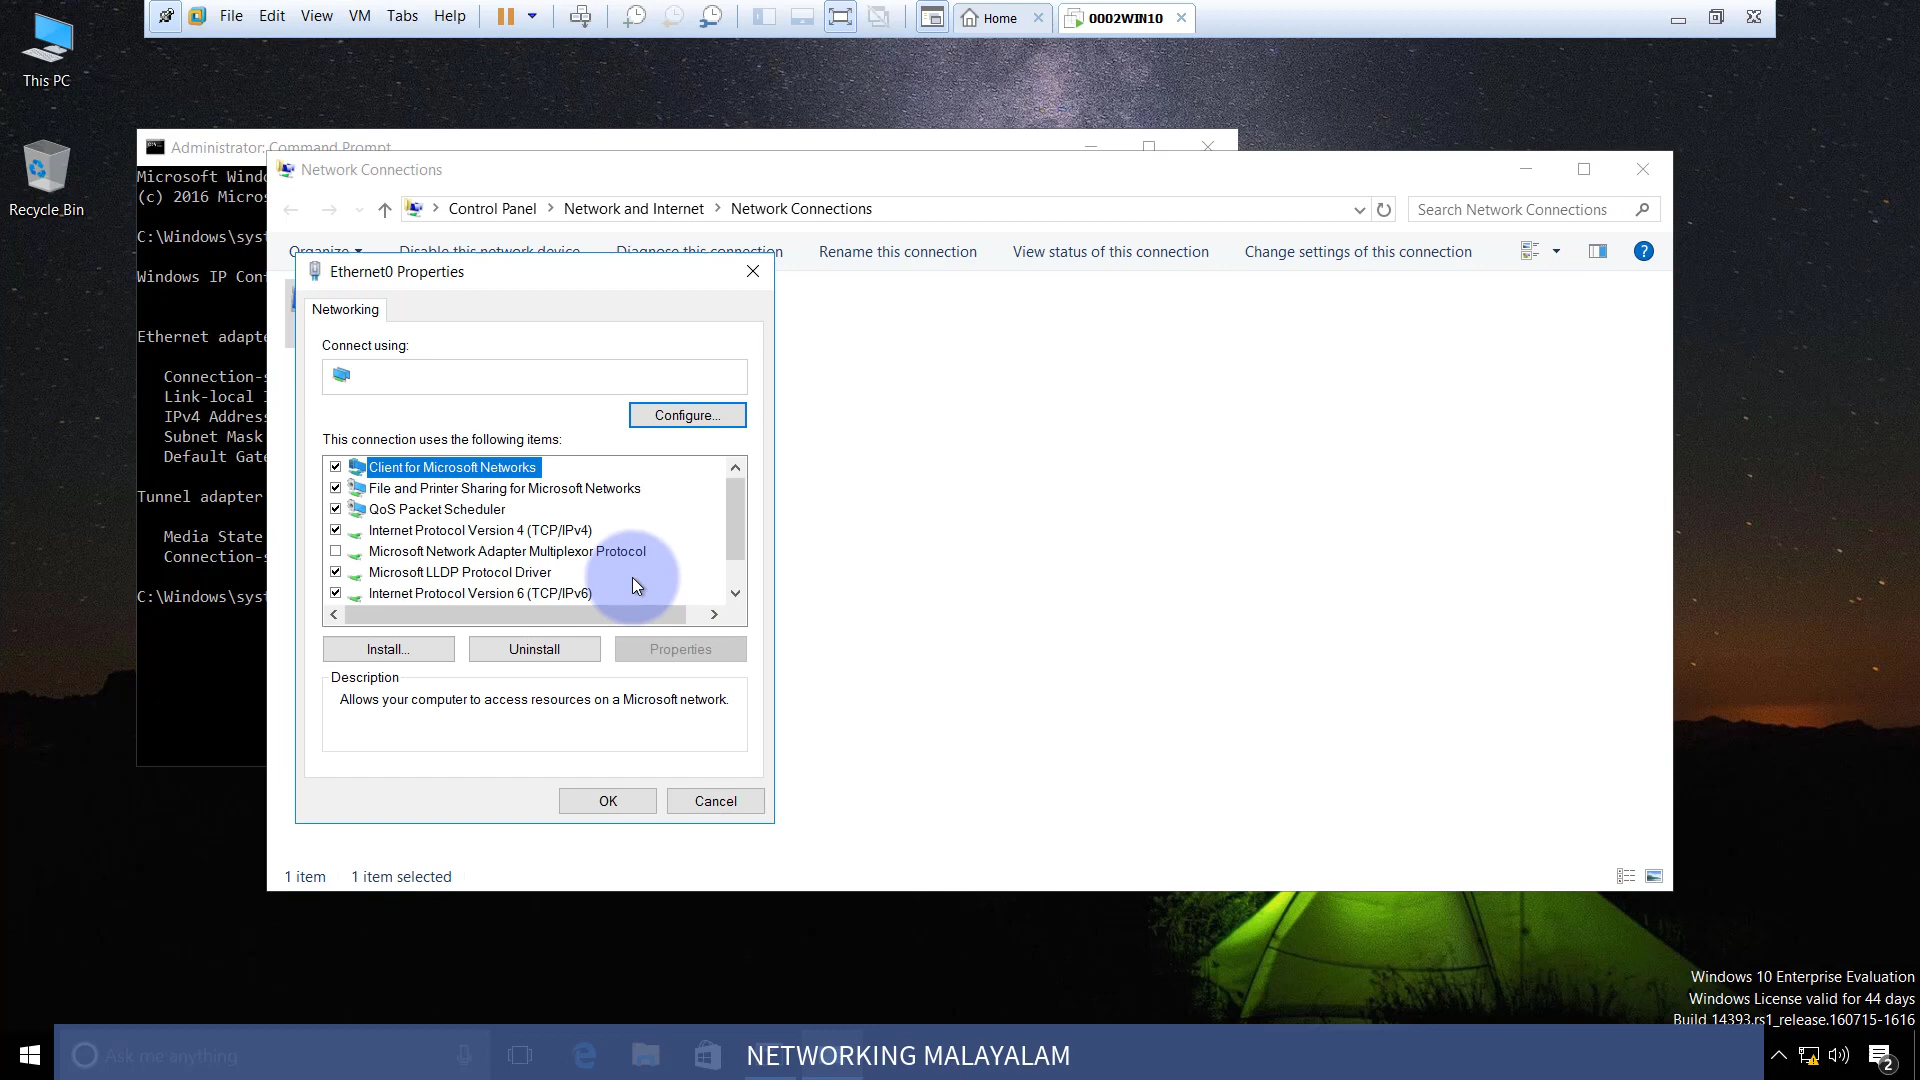 File Edit View VM Tabs Help
Home
0002WIN10
This PC
Recycle Bin
Administrator: Command Prompt
Microsoft Wind
(c) 2016 Micros
C:\Windows\syst
Windows IP Con
Ethernet adapte
Connection-s
Link-local I
IPv4 Address
Subnet Mask
Default Gate
Tunnel adapter
Media State
Connection-s
C:\Windows\syst
Network Connections
Control Panel > Network and Internet > Network Connections
Search Network Connections
Organize Disable this network device Diagnose this connection Rename this connection View status of this connection Change settings of this connection
Ethernet0 Properties
Networking
Connect using:
Configure...
This connection uses the following items:
Client for Microsoft Networks
File and Printer Sharing for Microsoft Networks
QoS Packet Scheduler
Internet Protocol Version 4 (TCP/IPv4)
Microsoft Network Adapter Multiplexor Protocol
Microsoft LLDP Protocol Driver
Internet Protocol Version 6 (TCP/IPv6)
Install... Uninstall Properties
Description
Allows your computer to access resources on a Microsoft network.
OK Cancel
1 item 1 item selected
Windows 10 Enterprise Evaluation
Windows License valid for 44 days
Build 14393.rs1_release.160715-1616
Ask me anything
NETWORKING MALAYALAM
2